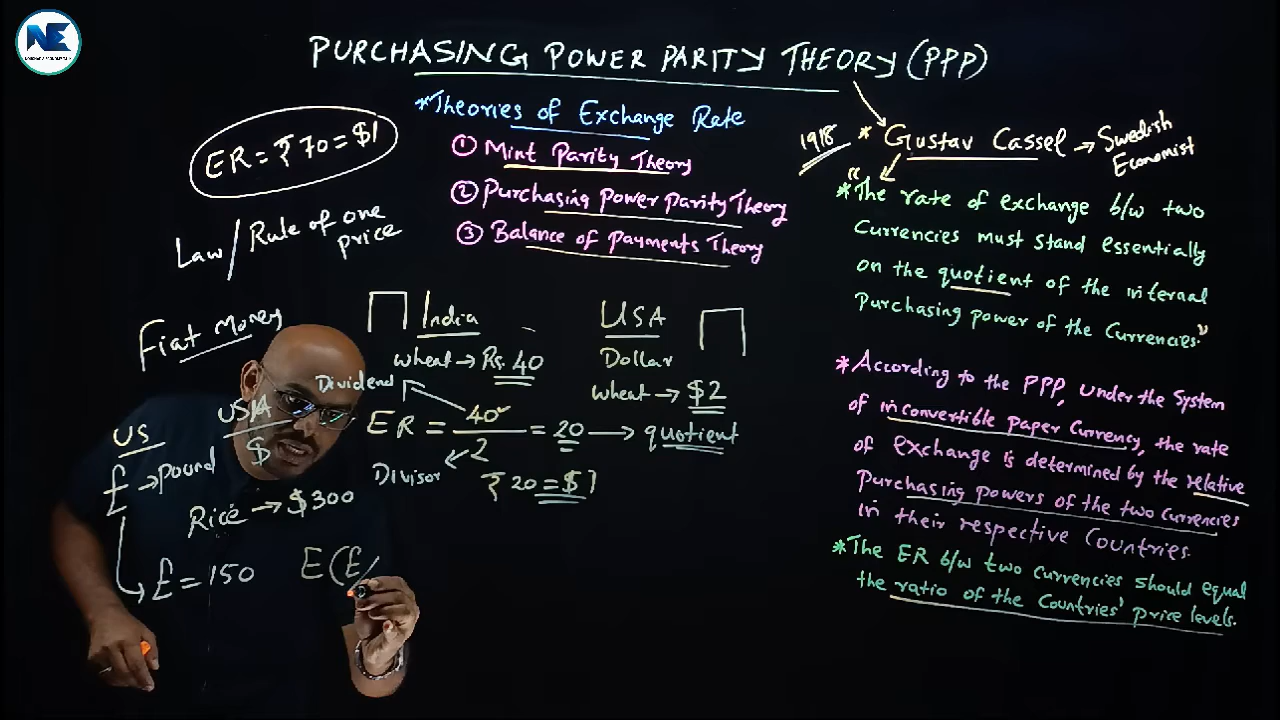 NE
PURCHASING POWER PARITY THEORY (PPP)
*Theories of Exchange Rate
① Mint Parity Theory
② Purchasing Power Parity Theory
③ Balance of Payments Theory
ER = ₹ 70 = $1
Law / Rule of one price
Fiat Money
India
wheat → Rs. 40
USA
Dollar
wheat → $2
Dividend
ER = 40 / 2 = 20 → quotient
Divisor
₹ 20 = $1
US
£ → pound
USA
$
Rice → $300
£ = 150
E (£/
1918 * Gustav Cassel → Swedish Economist
*"The rate of exchange b/w two
Currencies must stand essentially
on the quotient of the internal
Purchasing power of the Currencies."
*According to the PPP, under the System
of inconvertible paper currency, the rate
of exchange is determined by the relative
Purchasing powers of the two currencies
in their respective Countries.
*The ER b/w two currencies should equal
the ratio of the Countries' price levels.